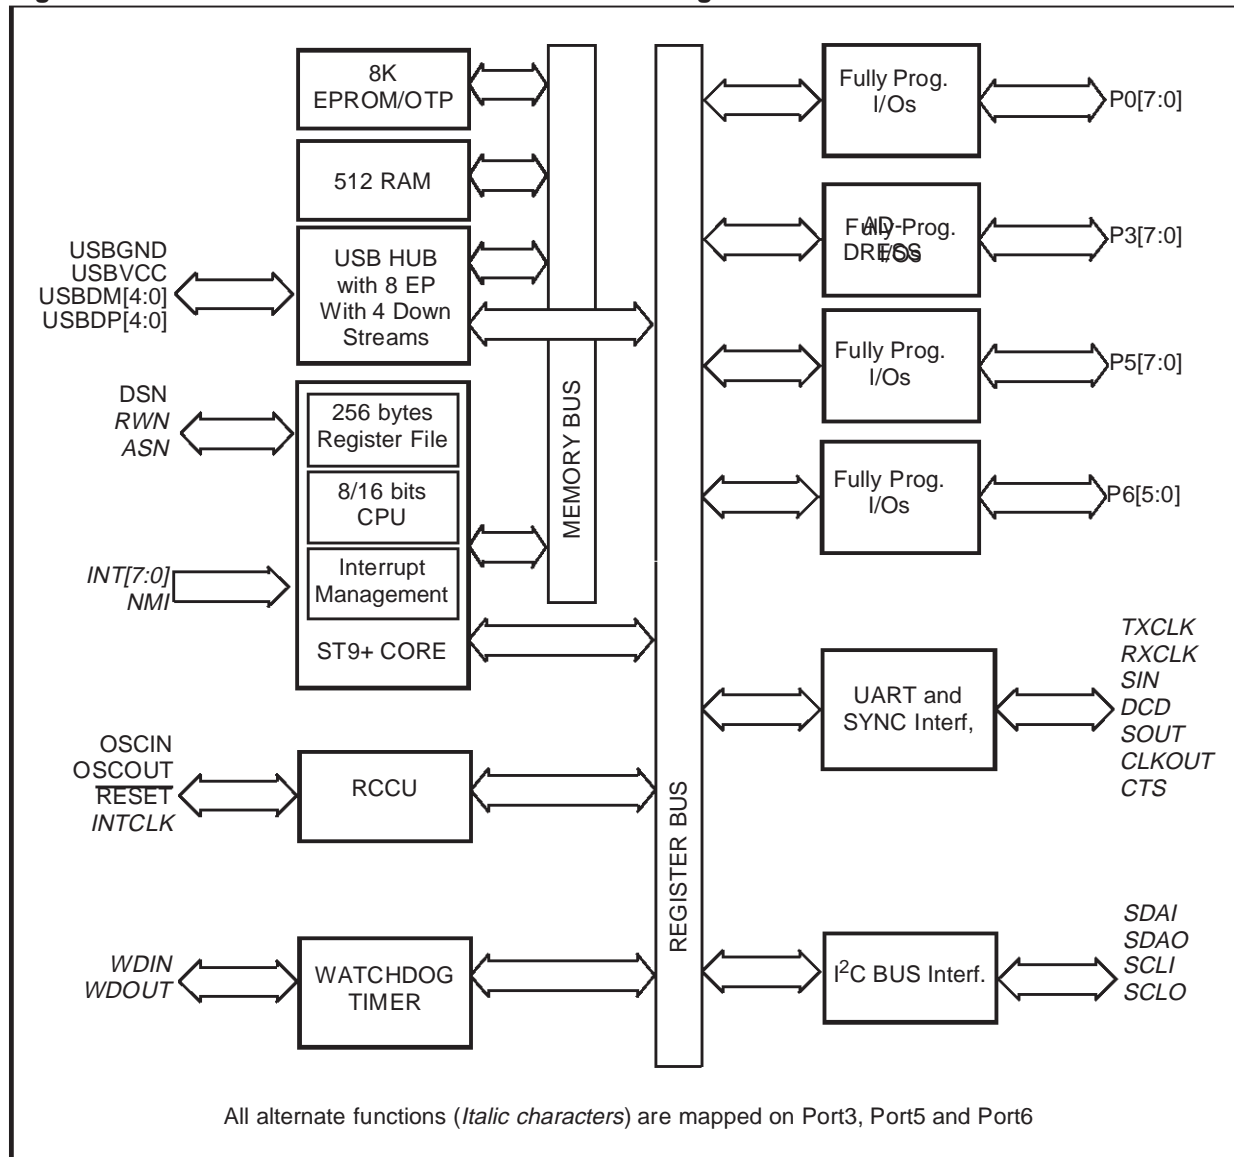 8K
EPROM/OTP
512 RAM
USBGND
USBVCC
USBDM[4:0]
USBDP[4:0]
USB HUB
with 8 EP
With 4 Down
Streams
DSN
RWN
ASN
256 bytes
Register File
8/16 bits
CPU
INT[7:0]
NMI
Interrupt
Management
ST9+ CORE
OSCIN
OSCOUT
RESET
INTCLK
RCCU
WDIN
WDOUT
WATCHDOG
TIMER
MEMORY BUS
REGISTER BUS
Fully Prog.
I/Os
P0[7:0]
Fully Prog.
I/Os
AD-
DRESS
P3[7:0]
Fully Prog.
I/Os
P5[7:0]
Fully Prog.
I/Os
P6[5:0]
UART and
SYNC Interf,
TXCLK
RXCLK
SIN
DCD
SOUT
CLKOUT
CTS
I²C BUS Interf.
SDAI
SDAO
SCLI
SCLO
All alternate functions (Italic characters) are mapped on Port3, Port5 and Port6